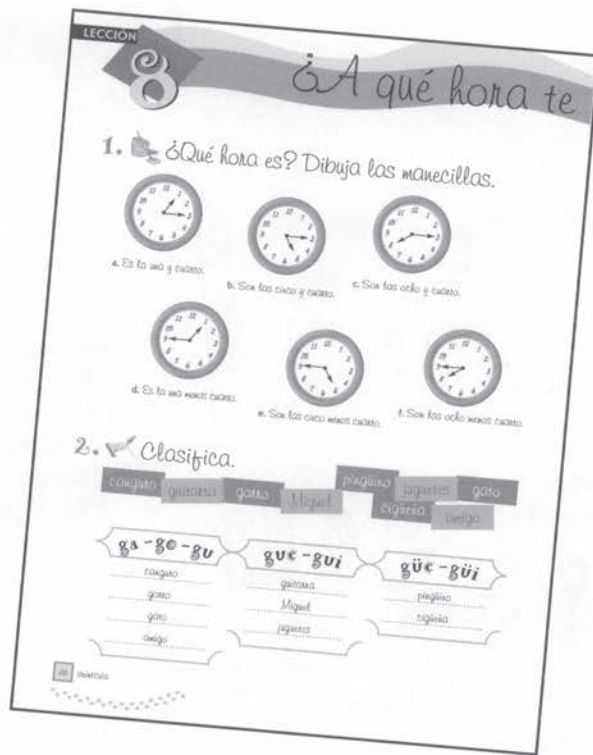 LECCIÓN
8
¿A qué hora te
1. ¿Qué hora es? Dibuja las manecillas.
a. Es la una y cuarto.
b. Son las cinco y cuarto.
c. Son las ocho y cuarto.
d. Es la una menos cuarto.
e. Son las cinco menos cuarto.
f. Son las ocho menos cuarto.
2. Clasifica.
canguro guitarra gorro Miguel pingüino juguetes gato
cigüeña amigo
ga - go - gu
canguro
gorro
gato
amigo
gue - gui
guitarra
Miguel
juguetes
güe - güi
pingüino
cigüeña